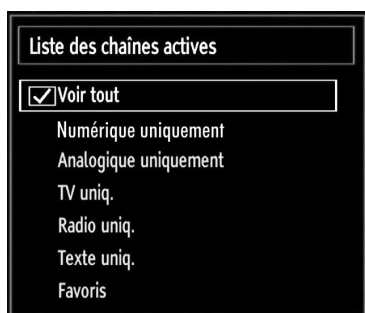 Liste des chaînes actives
Voir tout
Numérique uniquement
Analogique uniquement
TV uniq.
Radio uniq.
Texte uniq.
Favoris